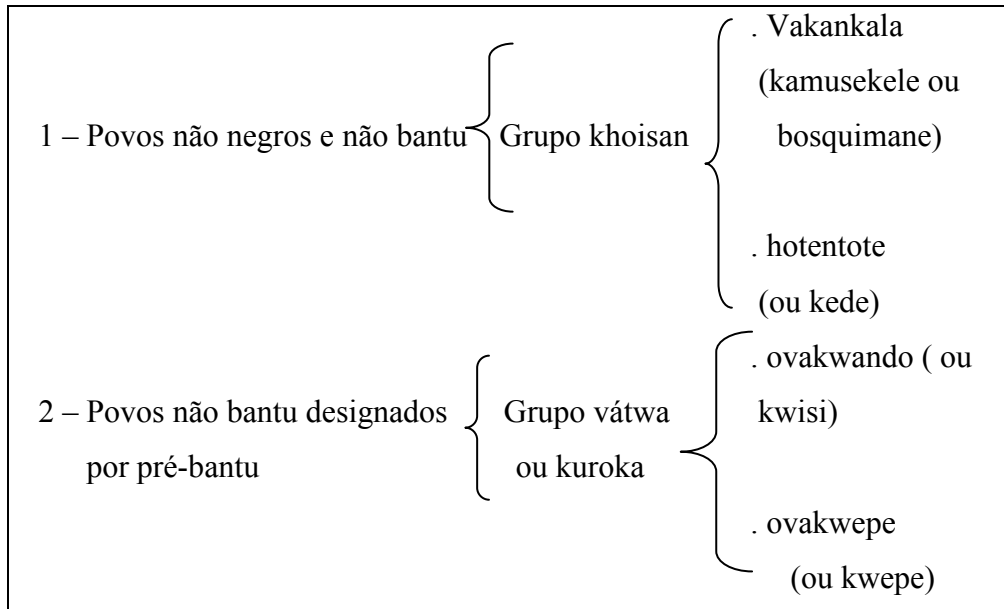 . Vakankala
(kamusekele ou
1 – Povos não negros e não bantu Grupo khoisan bosquimane)
. hotentote
(ou kede)
. ovakwando ( ou
2 – Povos não bantu designados Grupo vátwa kwisi)
por pré-bantu ou kuroka
. ovakwepe
(ou kwepe)